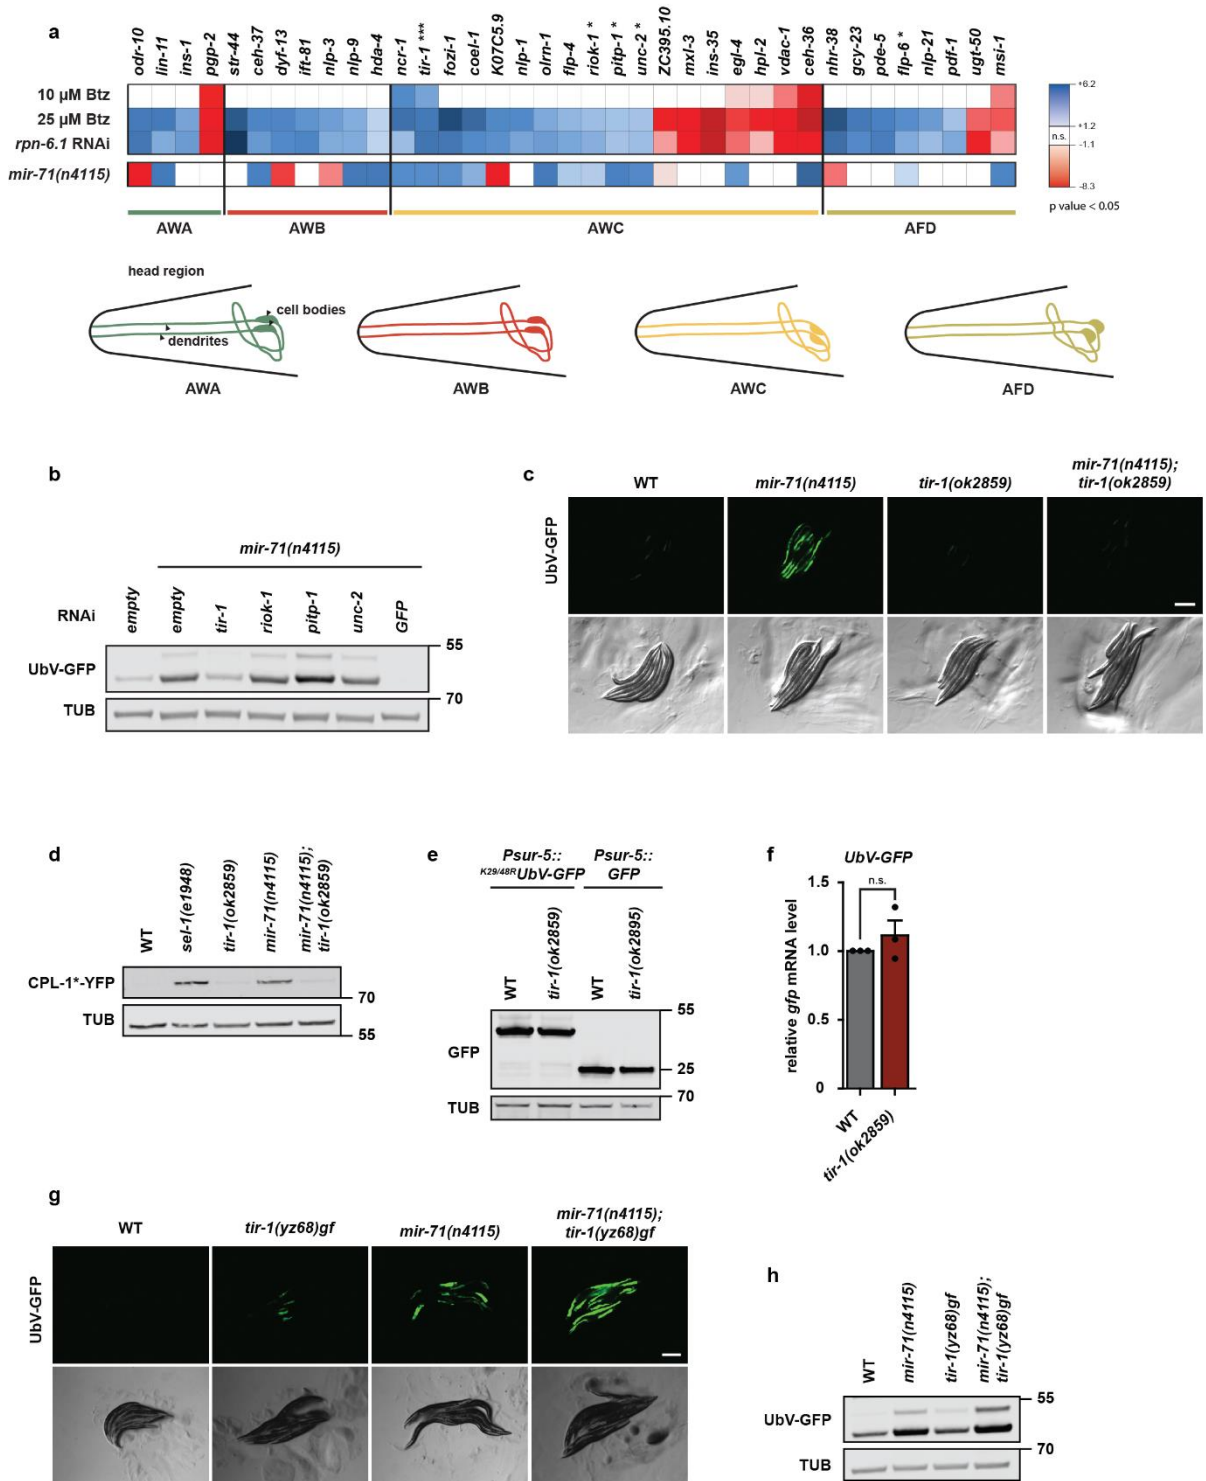 a
odr-10 lin-11 ins-1 pgp-2 str-44 ceh-37 dyf-13 ift-81 nlp-3 nlp-9 hda-4 ncr-1 tir-1 *** fozi-1 coel-1 K07C5.9 nlp-1 olrn-1 flp-4 riok-1 * pitp-1 * unc-2 * ZC395.10 mxl-3 ins-35 egl-4 hpl-2 vdac-1 ceh-36 nhr-38 gcy-23 pde-5 flp-6 * nlp-21 pdf-1 ugt-50 msi-1
10 µM Btz
25 µM Btz
rpn-6.1 RNAi
mir-71(n4115)
+6.2
+1.2
n.s.
-1.1
-8.3
p value < 0.05
AWA AWB AWC AFD
head region
cell bodies
dendrites
AWA AWB AWC AFD
b
mir-71(n4115)
RNAi empty empty tir-1 riok-1 pitp-1 unc-2 GFP
UbV-GFP
55
70
TUB
c
WT mir-71(n4115) tir-1(ok2859) mir-71(n4115);
tir-1(ok2859)
UbV-GFP
d
WT sel-1(e1948) tir-1(ok2859) mir-71(n4115) mir-71(n4115);
tir-1(ok2859)
CPL-1*-YFP
70
TUB
55
e
Psur-5::
K29/48RUbV-GFP
Psur-5::
GFP
WT tir-1(ok2859) WT tir-1(ok2895)
GFP
55
25
70
TUB
f
UbV-GFP
n.s.
relative gfp mRNA level
1.5
1.0
0.5
0
WT
tir-1(ok2859)
g
WT tir-1(yz68)gf mir-71(n4115) mir-71(n4115);
tir-1(yz68)gf
UbV-GFP
h
WT mir-71(n4115) tir-1(yz68)gf mir-71(n4115);
tir-1(yz68)gf
UbV-GFP
55
70
TUB